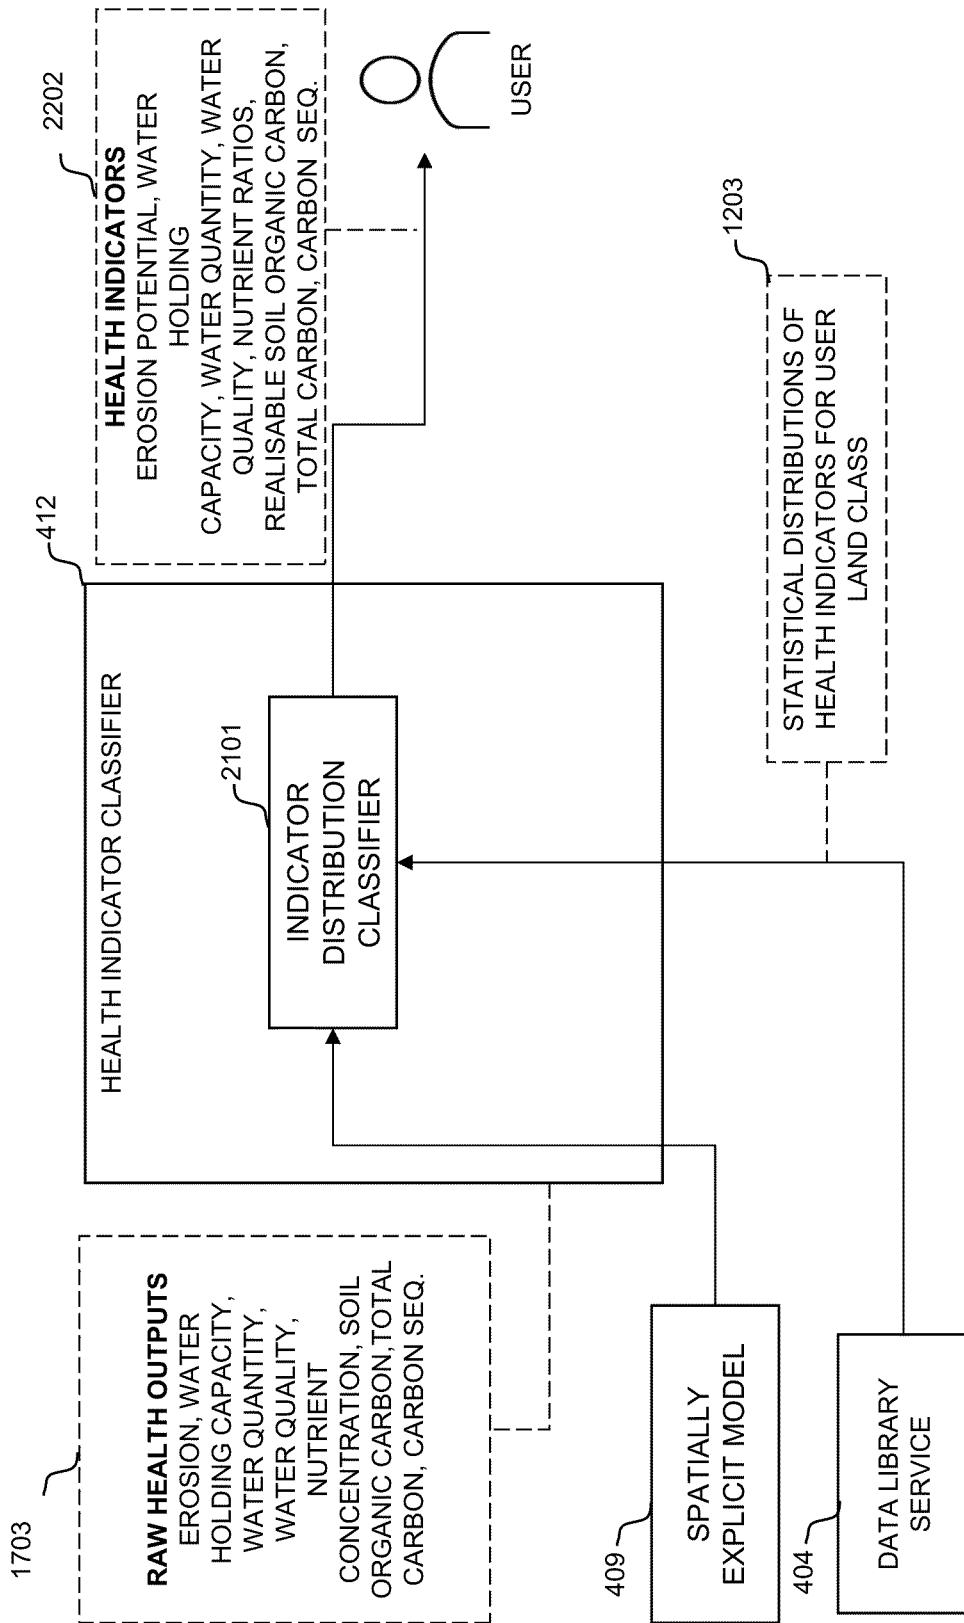 1703
RAW HEALTH OUTPUTS
EROSION, WATER
HOLDING CAPACITY,
WATER QUANTITY,
WATER QUALITY,
NUTRIENT
CONCENTRATION, SOIL
ORGANIC CARBON, TOTAL
CARBON, CARBON SEQ.
409
SPATIALLY
EXPLICIT MODEL
404
DATA LIBRARY
SERVICE
412
HEALTH INDICATOR CLASSIFIER
2101
INDICATOR
DISTRIBUTION
CLASSIFIER
2202
HEALTH INDICATORS
EROSION POTENTIAL, WATER
HOLDING
CAPACITY, WATER QUANTITY, WATER
QUALITY, NUTRIENT RATIOS,
REALISABLE SOIL ORGANIC CARBON,
TOTAL CARBON, CARBON SEQ.
USER
1203
STATISTICAL DISTRIBUTIONS OF
HEALTH INDICATORS FOR USER
LAND CLASS